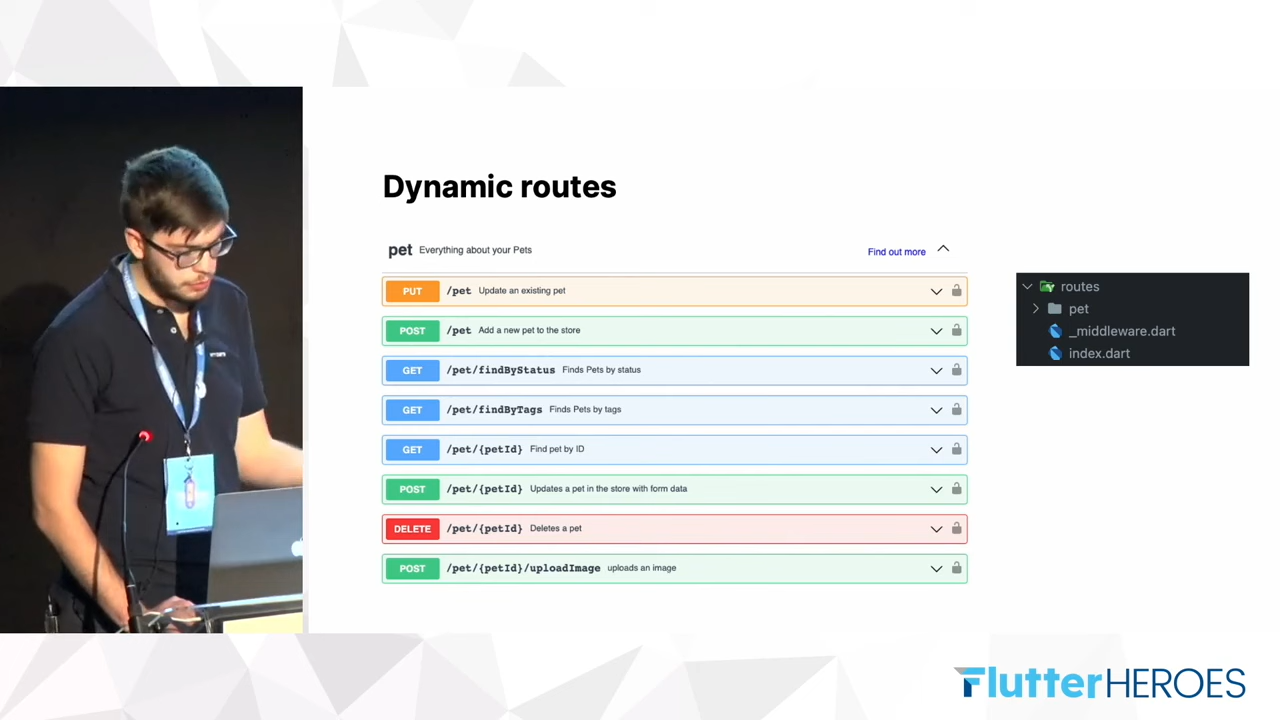 Dynamic routes
pet Everything about your Pets
Find out more
PUT /pet Update an existing pet
POST /pet Add a new pet to the store
GET /pet/findByStatus Finds Pets by status
GET /pet/findByTags Finds Pets by tags
GET /pet/{petId} Find pet by ID
POST /pet/{petId} Updates a pet in the store with form data
DELETE /pet/{petId} Deletes a pet
POST /pet/{petId}/uploadImage uploads an image
routes
pet
_middleware.dart
index.dart
FlutterHEROES